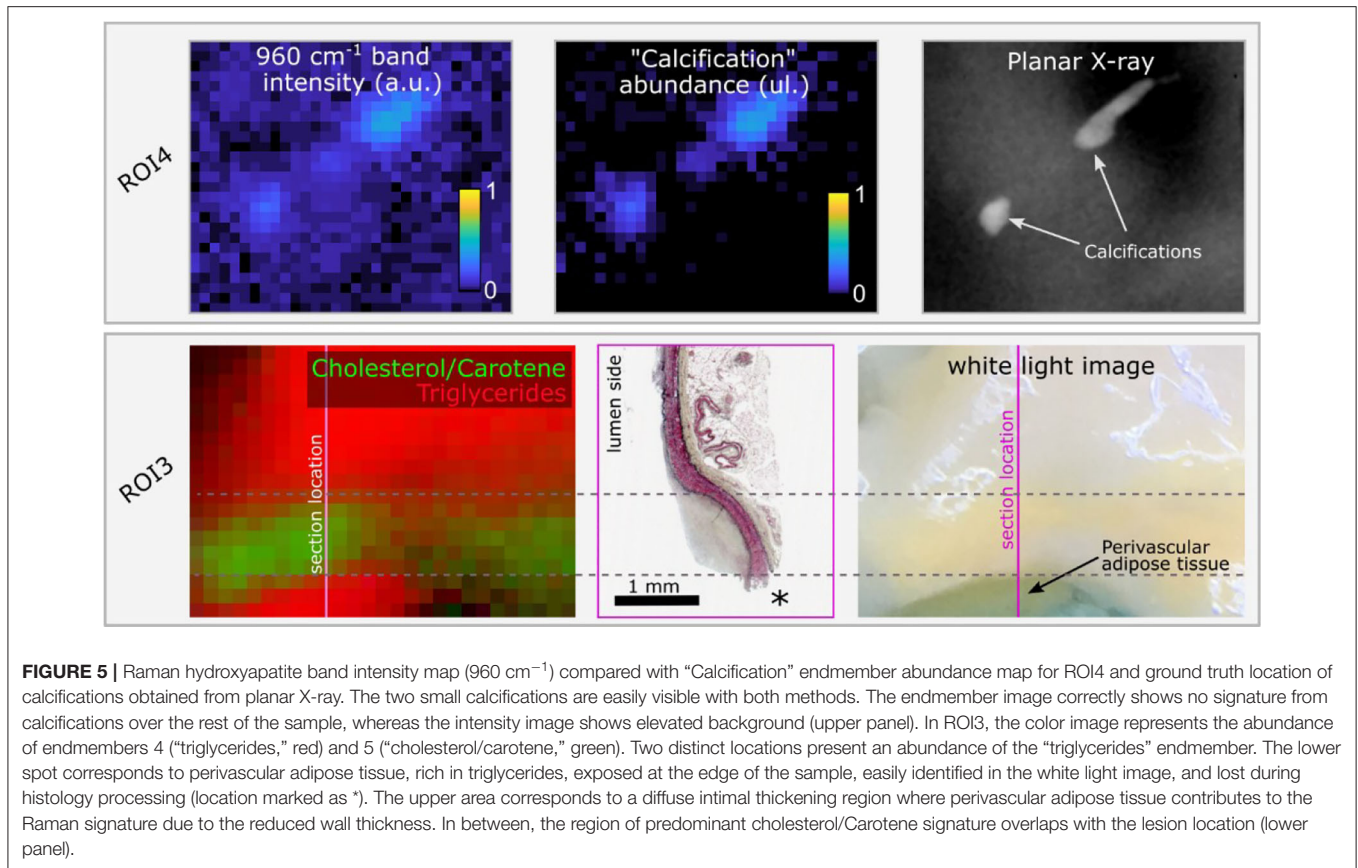 960 cm⁻¹ band
intensity (a.u.)
1
0
"Calcification"
abundance (ul.)
1
0
Planar X-ray
Calcifications
ROI4
Cholesterol/Carotene
Triglycerides
section location
lumen side
1 mm
*
white light image
section location
Perivascular
adipose tissue
ROI3
FIGURE 5 | Raman hydroxyapatite band intensity map (960 cm⁻¹) compared with “Calcification” endmember abundance map for ROI4 and ground truth location of
calcifications obtained from planar X-ray. The two small calcifications are easily visible with both methods. The endmember image correctly shows no signature from
calcifications over the rest of the sample, whereas the intensity image shows elevated background (upper panel). In ROI3, the color image represents the abundance
of endmembers 4 (“triglycerides,” red) and 5 (“cholesterol/carotene,” green). Two distinct locations present an abundance of the “triglycerides” endmember. The lower
spot corresponds to perivascular adipose tissue, rich in triglycerides, exposed at the edge of the sample, easily identified in the white light image, and lost during
histology processing (location marked as *). The upper area corresponds to a diffuse intimal thickening region where perivascular adipose tissue contributes to the
Raman signature due to the reduced wall thickness. In between, the region of predominant cholesterol/Carotene signature overlaps with the lesion location (lower
panel).